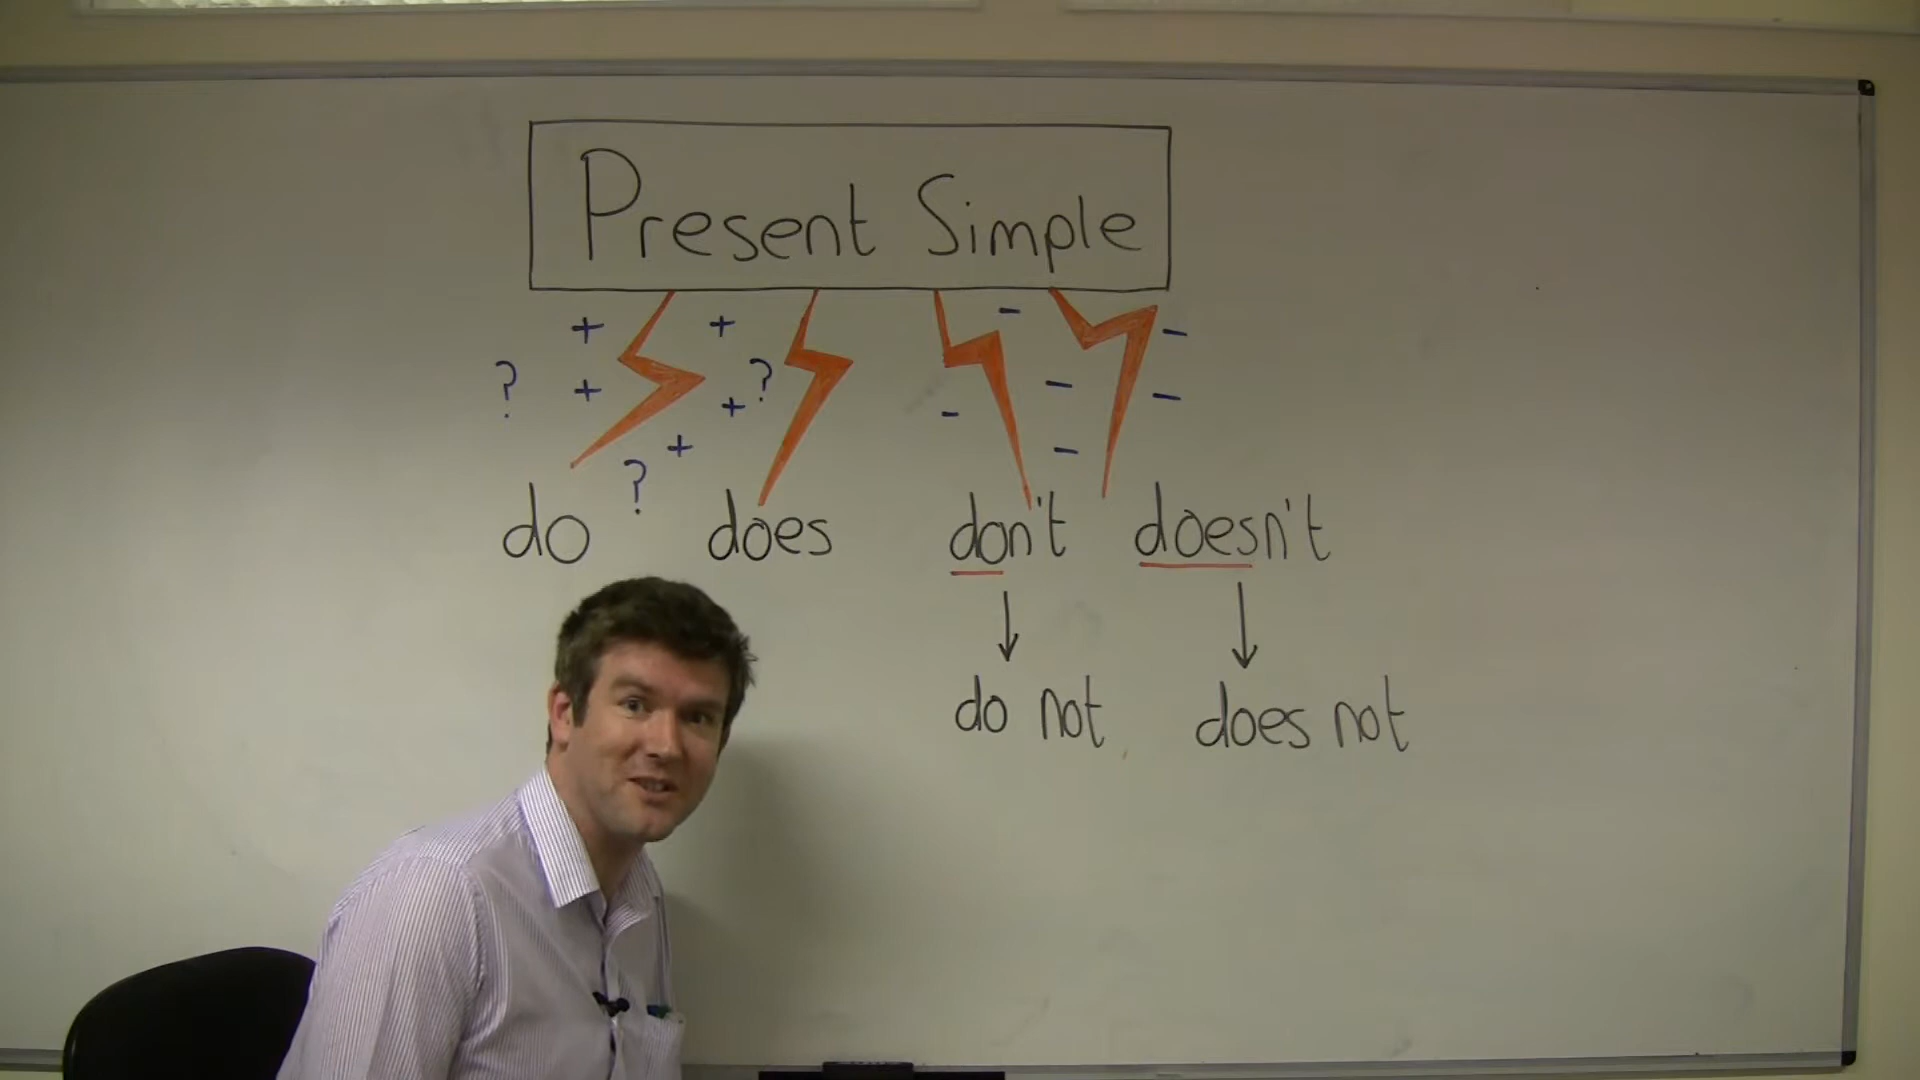 Present Simple
+ + - -
? + + ? - -
+ -
+ -
?
do does don't doesn't
do not does not